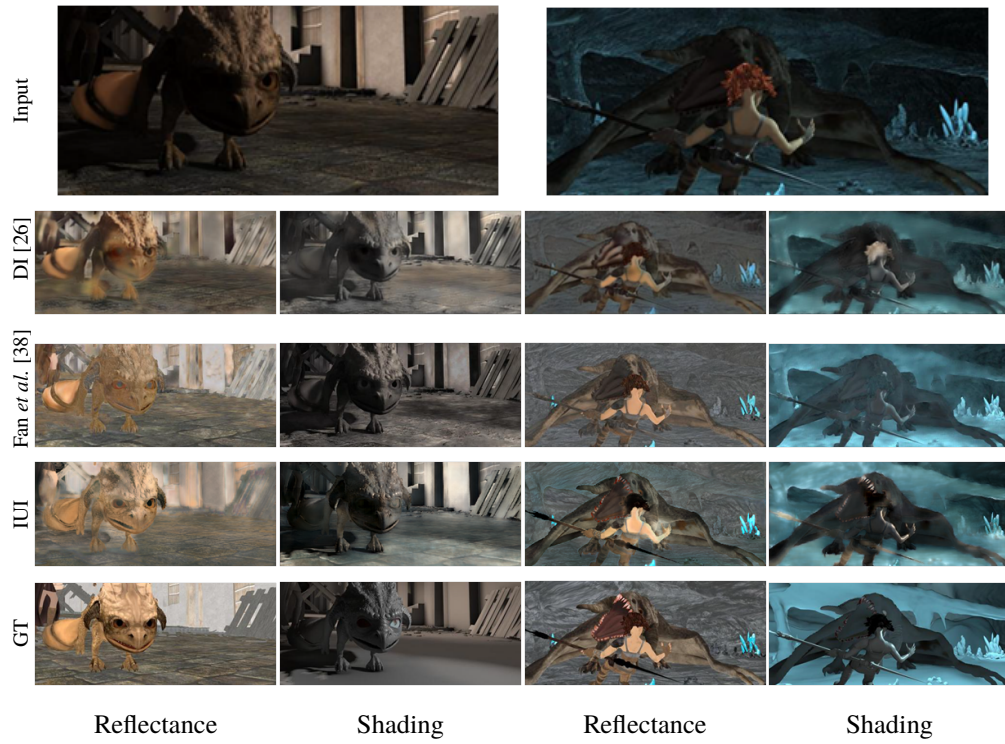 Input
DI [26]
Fan et al. [38]
IUI
GT
Reflectance Shading Reflectance Shading